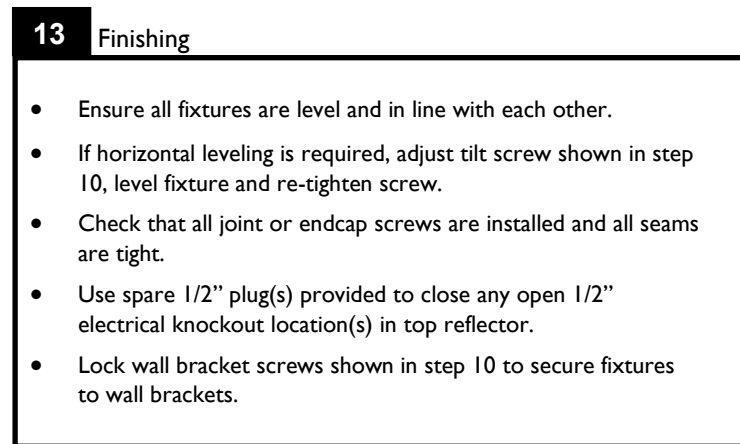 13 Finishing
• Ensure all fixtures are level and in line with each other.
• If horizontal leveling is required, adjust tilt screw shown in step
10, level fixture and re-tighten screw.
• Check that all joint or endcap screws are installed and all seams
are tight.
• Use spare 1/2” plug(s) provided to close any open 1/2”
electrical knockout location(s) in top reflector.
• Lock wall bracket screws shown in step 10 to secure fixtures
to wall brackets.